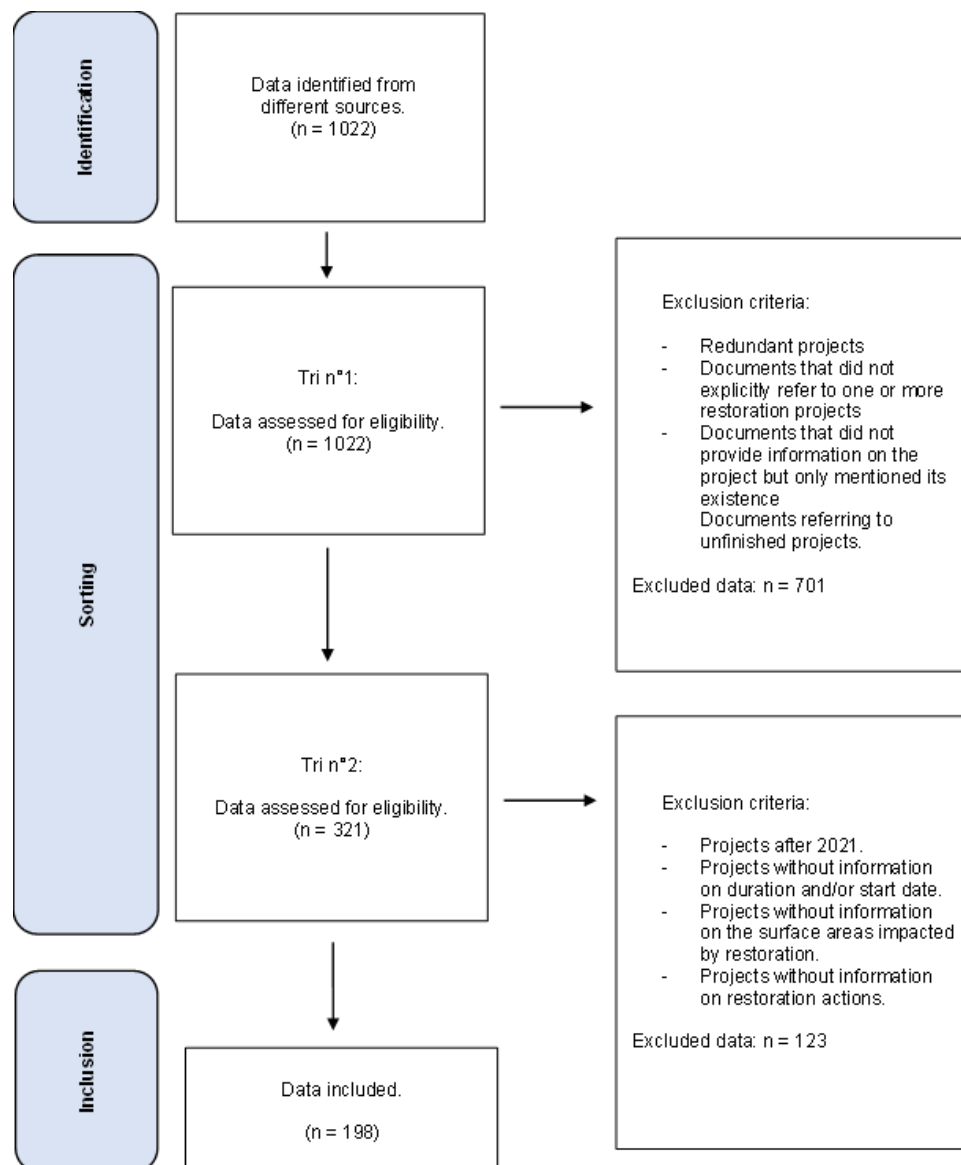 Identification
Data identified from
different sources.
(n = 1022)
Sorting
Tri n°1:
Data assessed for eligibility.
(n = 1022)
Exclusion criteria:
- Redundant projects
- Documents that did not
explicitly refer to one or more
restoration projects
- Documents that did not
provide information on the
project but only mentioned its
existence
Documents referring to
unfinished projects.
Excluded data: n = 701
Tri n°2:
Data assessed for eligibility.
(n = 321)
Exclusion criteria:
- Projects after 2021.
- Projects without information
on duration and/or start date.
- Projects without information
on the surface areas impacted
by restoration.
- Projects without information
on restoration actions.
Excluded data: n = 123
Inclusion
Data included.
(n = 198)